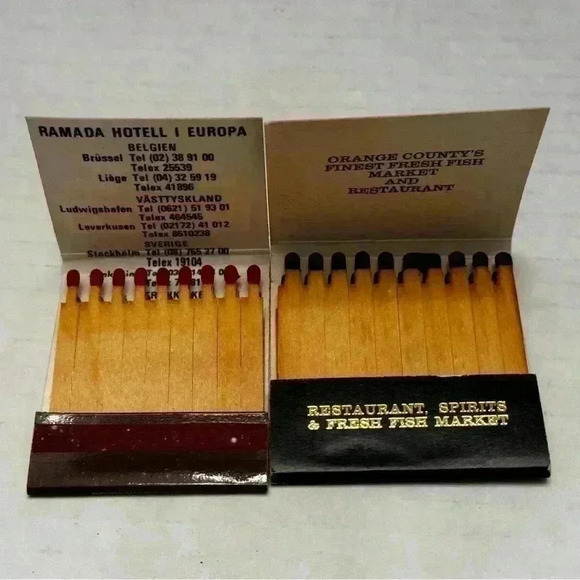 RAMADA HOTELL I EUROPA
BELGIEN
Brüssel Tel (02) 38 91 00
Telex 25539
Liège Tel (04) 32 59 19
Telex 41896
VÄSTTYSKLAND
Ludwigshafen Tel (0621) 51 93 01
Telex 464545
Leverkusen Tel (02172) 41 012
Telex 8510238
SVERIGE
Stockholm Tel (08) 755 27 00
Telex 19104
ORANGE COUNTY'S
FINEST FRESH FISH
MARKET
AND
RESTAURANT
RESTAURANT, SPIRITS
& FRESH FISH MARKET